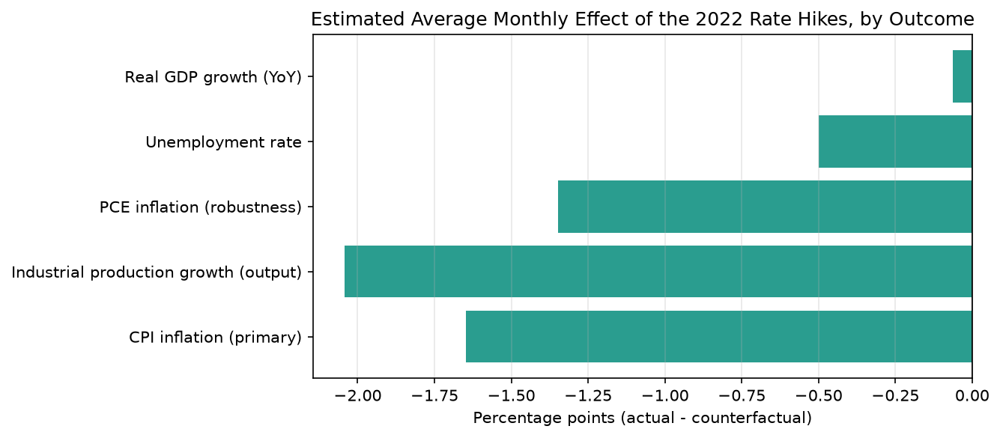 Estimated Average Monthly Effect of the 2022 Rate Hikes, by Outcome
Real GDP growth (YoY)
Unemployment rate
PCE inflation (robustness)
Industrial production growth (output)
CPI inflation (primary)
−2.00 −1.75 −1.50 −1.25 −1.00 −0.75 −0.50 −0.25 0.00
Percentage points (actual - counterfactual)